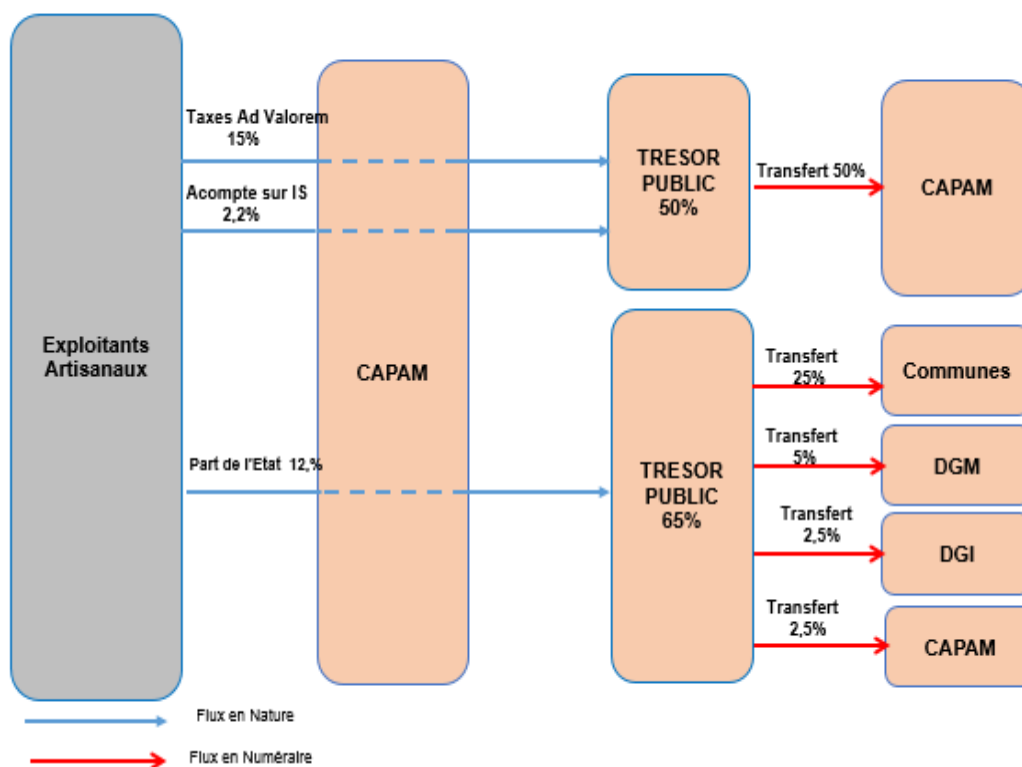 Exploitants
Artisanaux
Taxes Ad Valorem
15%
Acompte sur IS
2,2%
Part de l'Etat 12,%
CAPAM
TRESOR
PUBLIC
50%
Transfert 50%
CAPAM
TRESOR
PUBLIC
65%
Transfert
25%
Communes
Transfert
5%
DGM
Transfert
2,5%
DGI
Transfert
2,5%
CAPAM
Flux en Nature
Flux en Numéraire